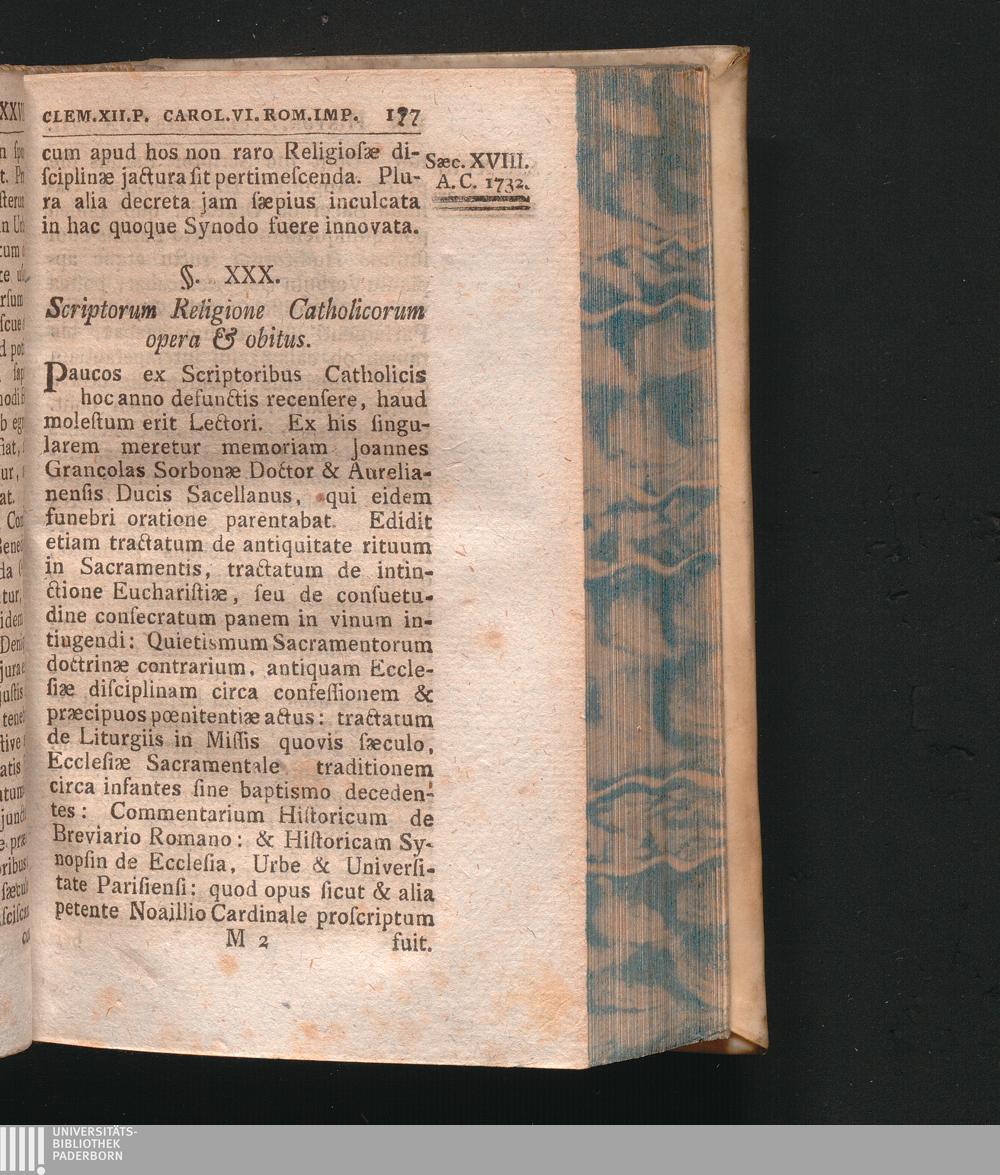 CLEM.XII.P. CAROL.VI.ROM.IMP. 177
cum apud hos non raro Religioſæ di-
ſciplinæ jactura ſit pertimeſcenda. Plu-
ra alia decreta jam ſæpius inculcata
in hac quoque Synodo fuere innovata.
Sæc. XVIII.
A. C. 1732.
§. XXX.
Scriptorum Religione Catholicorum
opera & obitus.
Paucos ex Scriptoribus Catholicis
hoc anno defunctis recenſere, haud
moleſtum erit Lectori. Ex his ſingu-
larem meretur memoriam Joannes
Grancolas Sorbonæ Doctor & Aurelia-
nenſis Ducis Sacellanus, qui eidem
funebri oratione parentabat. Edidit
etiam tractatum de antiquitate rituum
in Sacramentis, tractatum de intin-
ctione Euchariſtiæ, ſeu de conſuetu-
dine conſecratum panem in vinum in-
tingendi: Quietismum Sacramentorum
doctrinæ contrarium, antiquam Eccle-
ſiæ diſciplinam circa confeſſionem &
præcipuos pœnitentiæ actus: tractatum
de Liturgiis in Miſſis quovis ſæculo,
Eccleſiæ Sacramentale traditionem
circa infantes ſine baptismo deceden-
tes: Commentarium Hiſtoricum de
Breviario Romano: & Hiſtoricam Sy-
nopſin de Eccleſia, Urbe & Univerſi-
tate Pariſienſi: quod opus ſicut & alia
petente Noaillio Cardinale proſcriptum
M 2 fuit.
UNIVERSITÄTS-
BIBLIOTHEK
PADERBORN